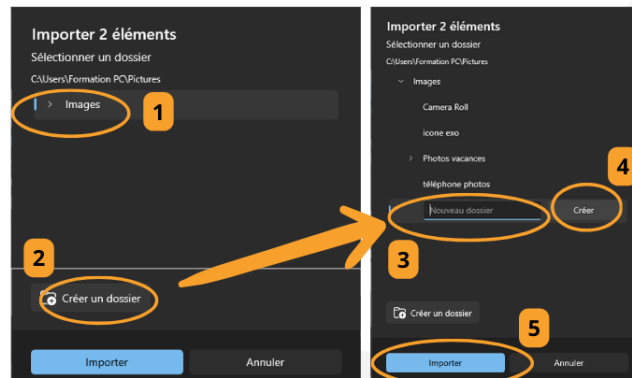 Importer 2 éléments
Sélectionner un dossier
C:\Users\Formation PC\Pictures
Images
1
2
Créer un dossier
Importer
Annuler
Importer 2 éléments
Sélectionner un dossier
C:\Users\Formation PC\Pictures
Images
Camera Roll
icone exo
Photos vacances
téléphone photos
4
Nouveau dossier
Créer
3
Créer un dossier
5
Importer
Annuler